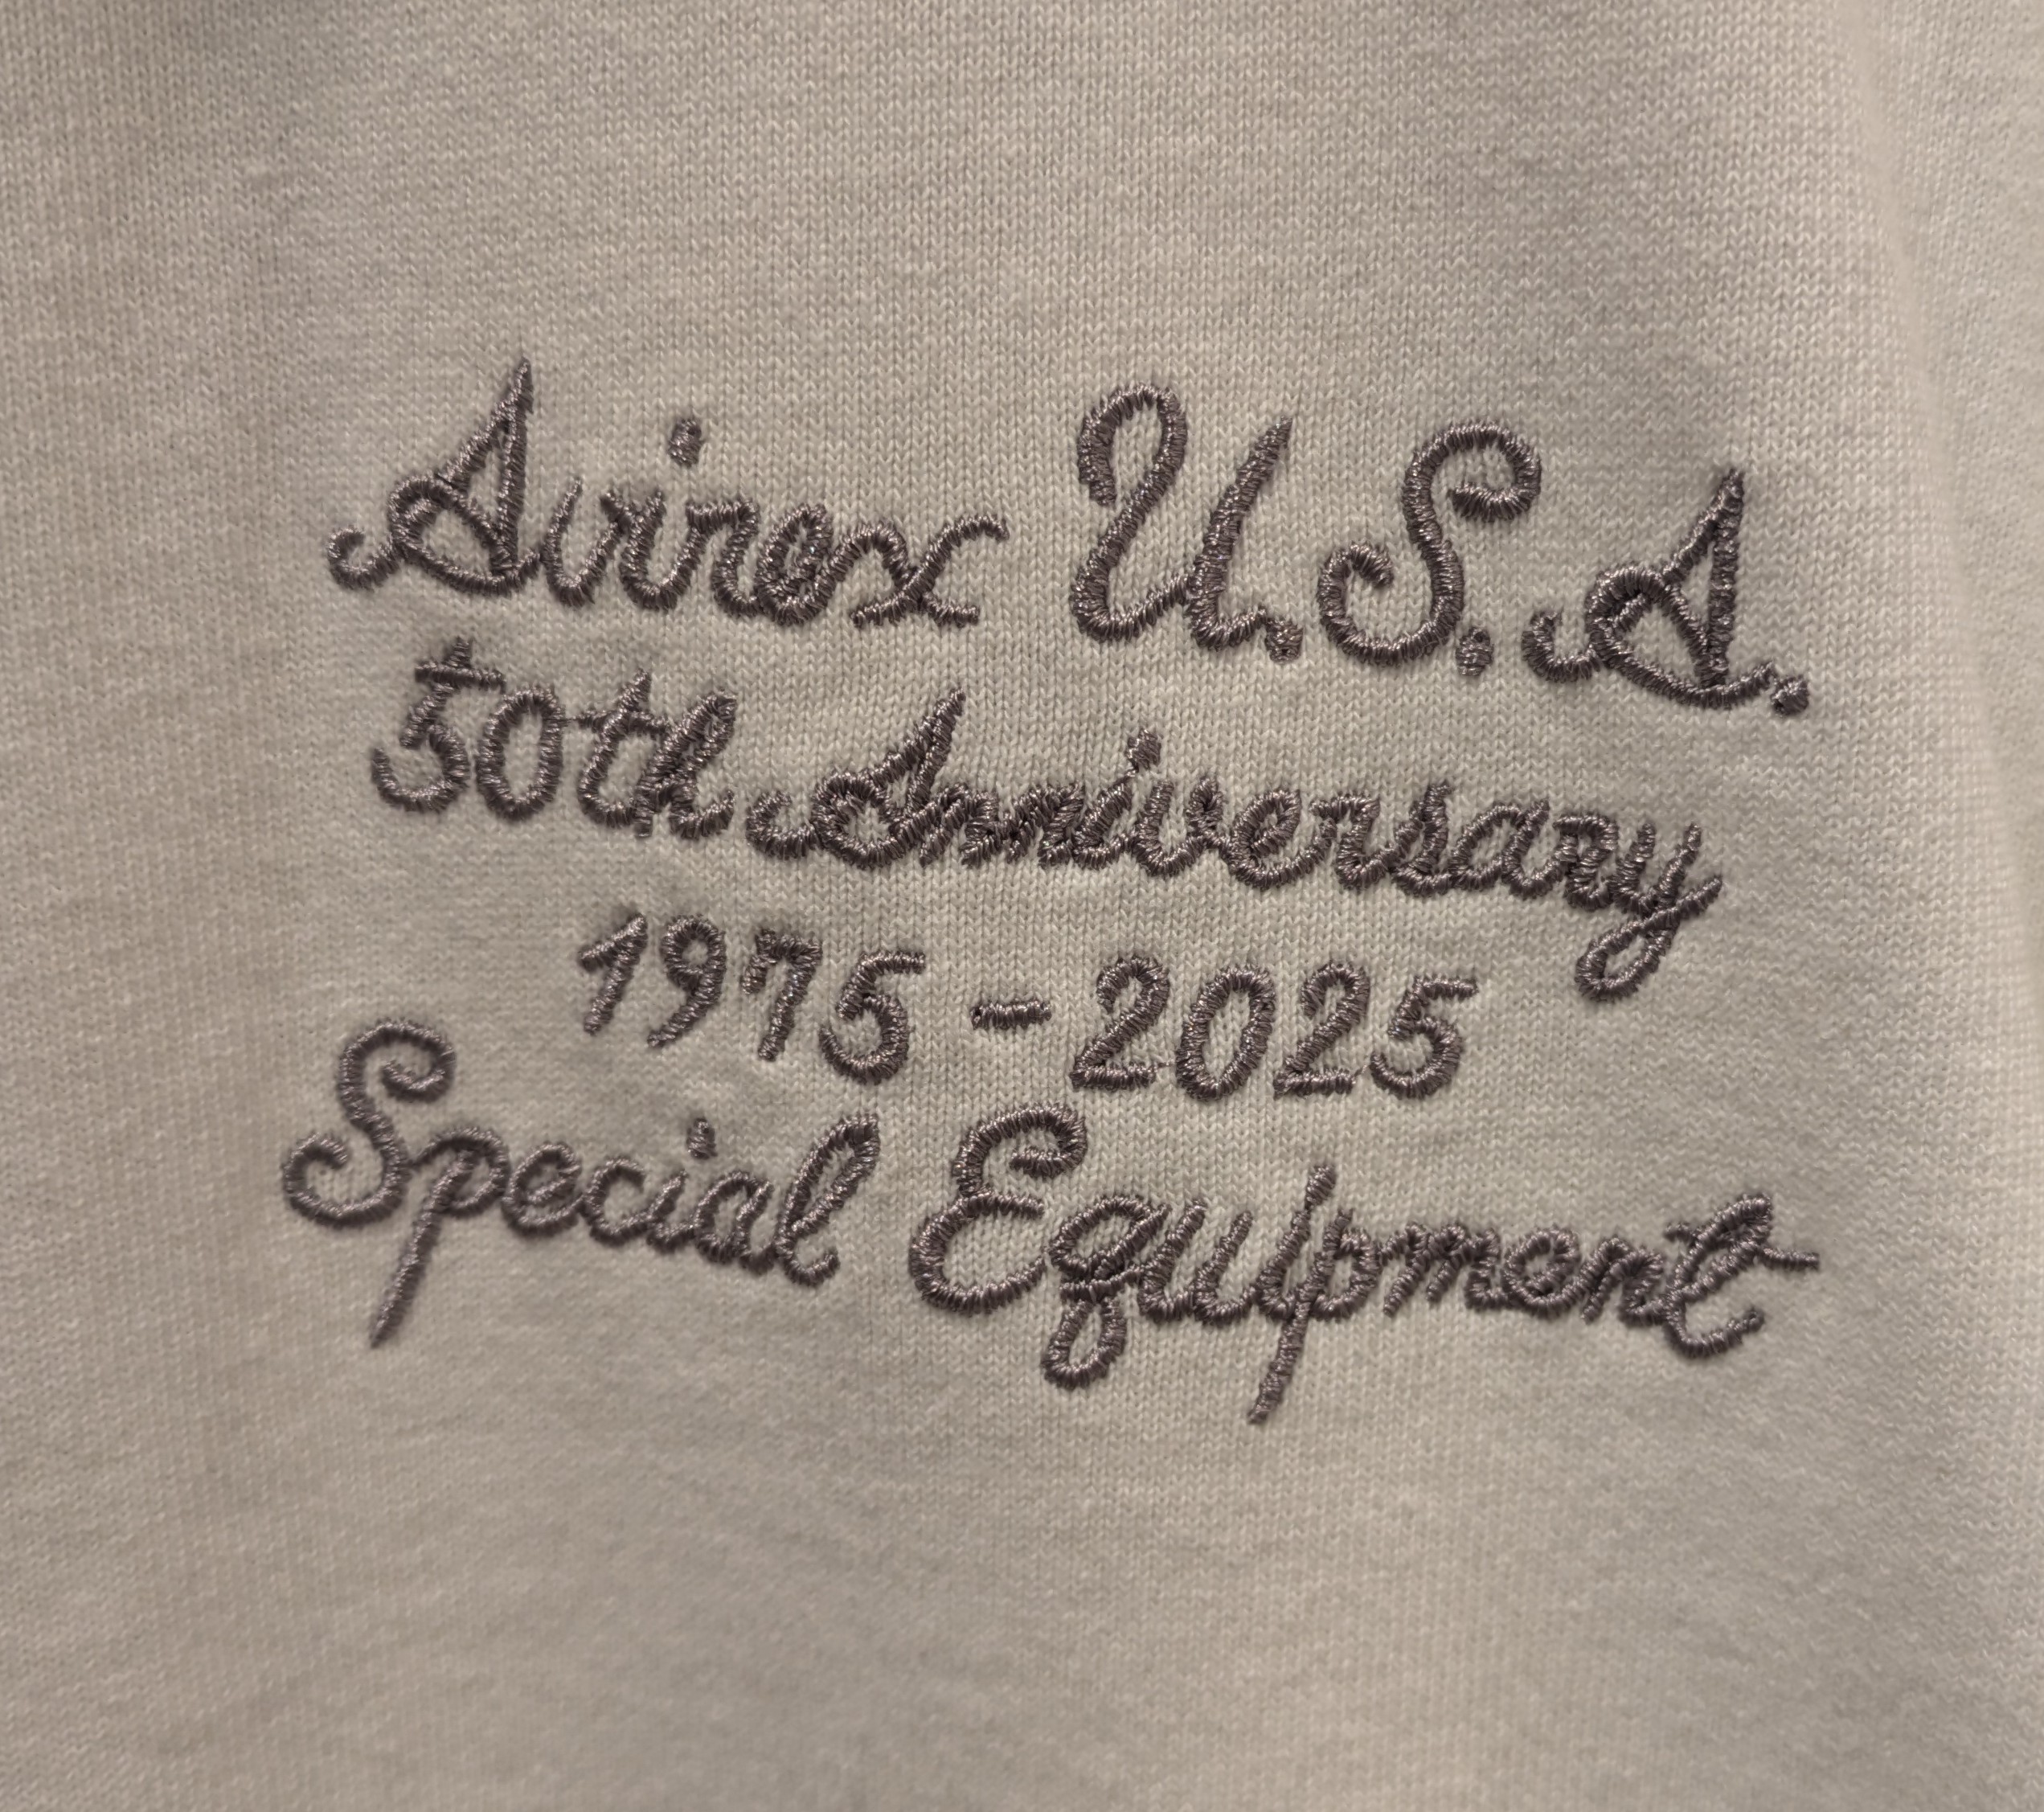 Avirex U.S.A.
50th Anniversary
1975-2025
Special Equipment